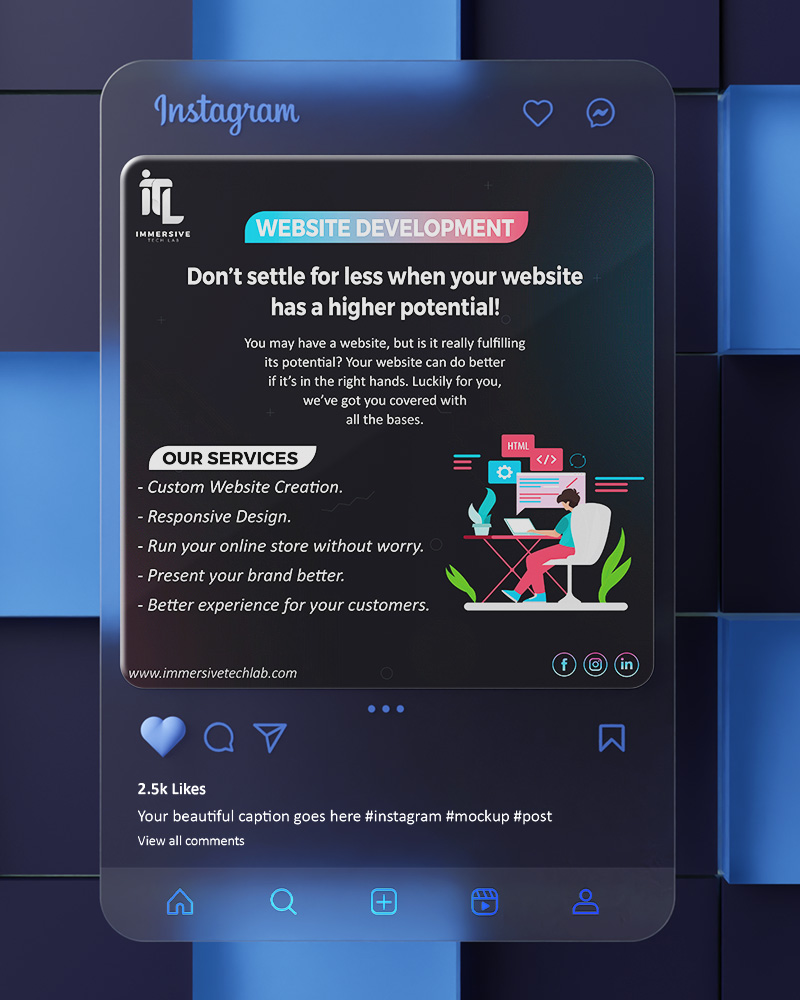 Instagram
ITL
IMMERSIVE
TECH LAB
WEBSITE DEVELOPMENT
Don't settle for less when your website
has a higher potential!
You may have a website, but is it really fulfilling
its potential? Your website can do better
if it's in the right hands. Luckily for you,
we've got you covered with
all the bases.
OUR SERVICES
- Custom Website Creation.
- Responsive Design.
- Run your online store without worry.
- Present your brand better.
- Better experience for your customers.
HTML
</>
www.immersivetechlab.com
f
in
2.5k Likes
Your beautiful caption goes here #instagram #mockup #post
View all comments